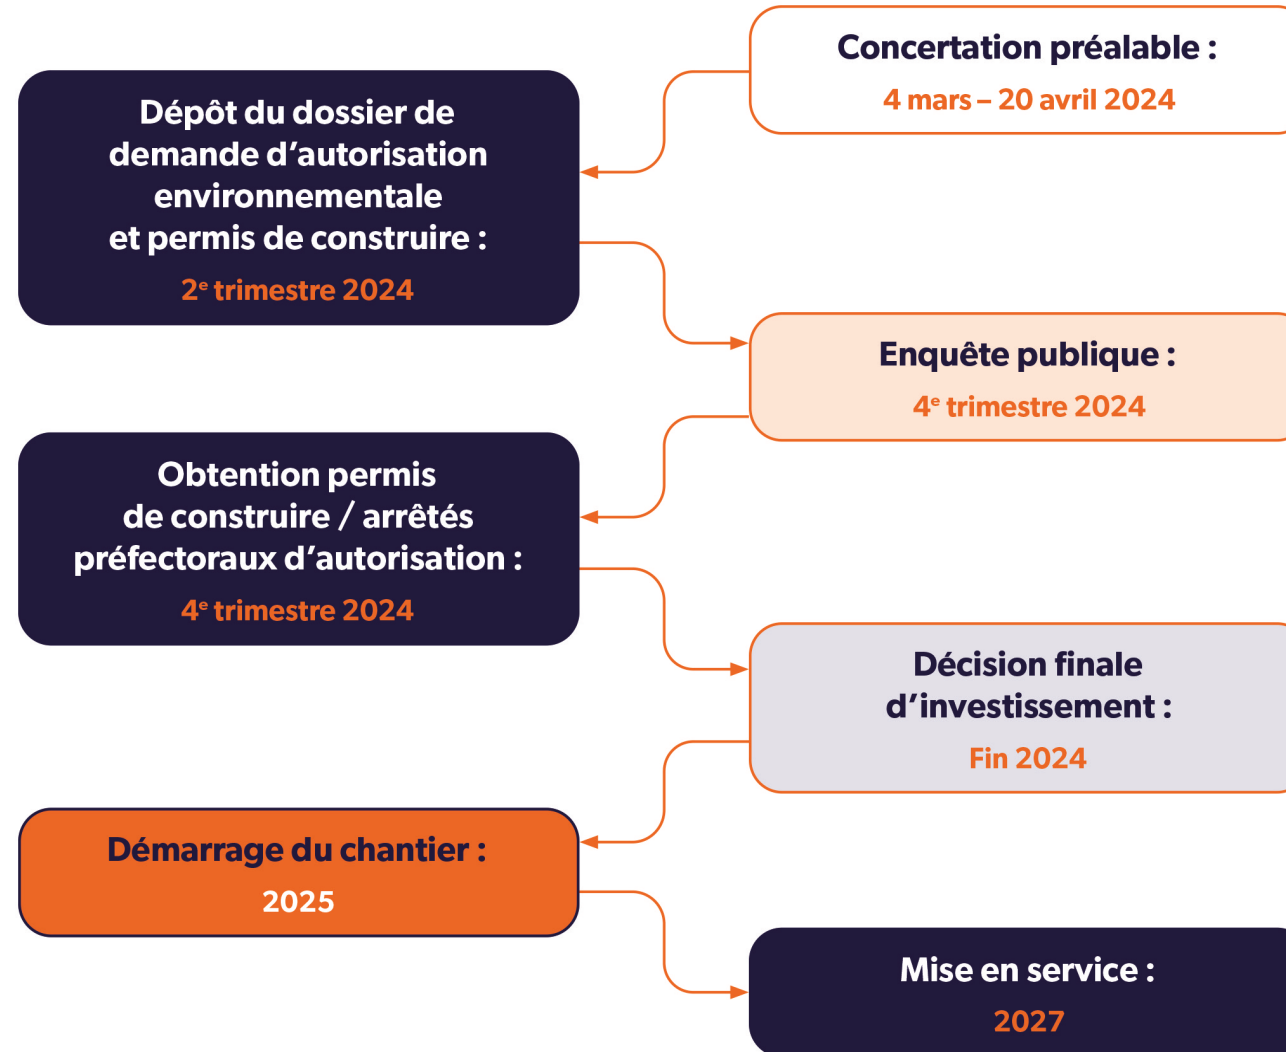 Concertation préalable :
4 mars – 20 avril 2024
Dépôt du dossier de
demande d’autorisation
environnementale
et permis de construire :
2e trimestre 2024
Enquête publique :
4e trimestre 2024
Obtention permis
de construire / arrêtés
préfectoraux d’autorisation :
4e trimestre 2024
Décision finale
d’investissement :
Fin 2024
Démarrage du chantier :
2025
Mise en service :
2027